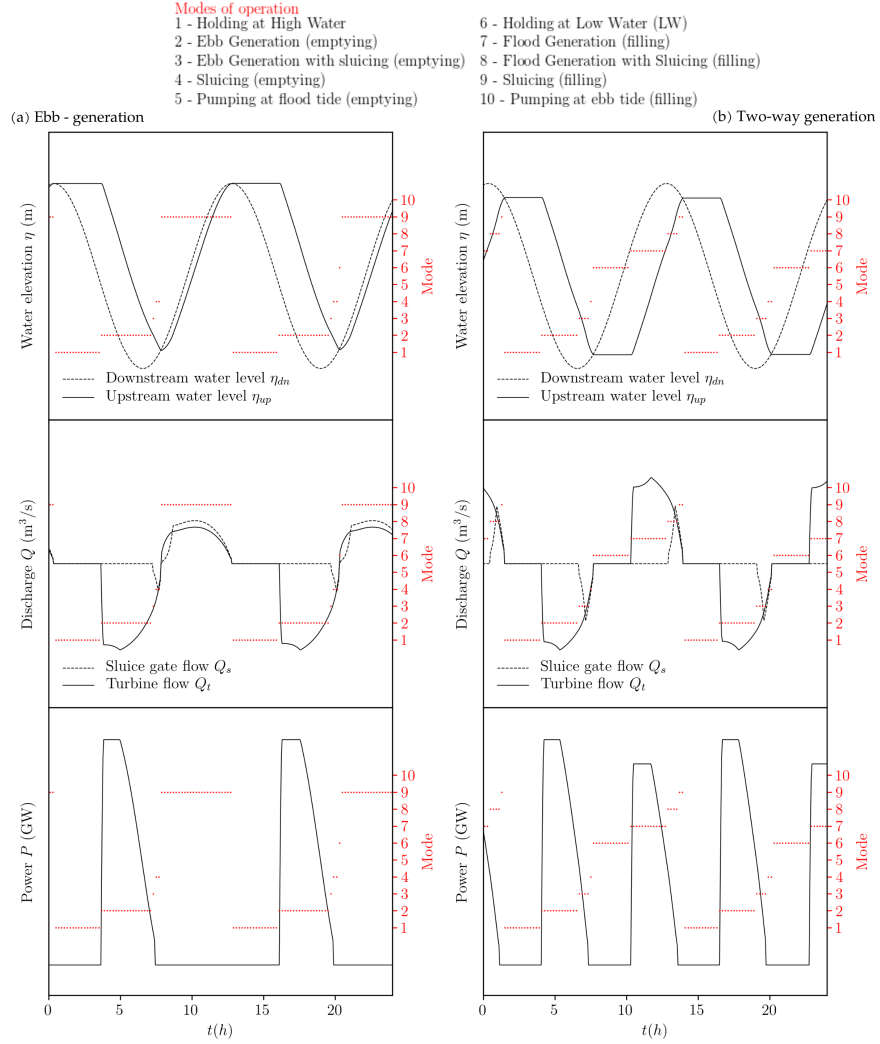 Modes of operation
1 - Holding at High Water
2 - Ebb Generation (emptying)
3 - Ebb Generation with sluicing (emptying)
4 - Sluicing (emptying)
5 - Pumping at flood tide (emptying)
6 - Holding at Low Water (LW)
7 - Flood Generation (filling)
8 - Flood Generation with Sluicing (filling)
9 - Sluicing (filling)
10 - Pumping at ebb tide (filling)
(a) Ebb - generation
Water elevation η (m)
10
9
8
7
6
5
4
3
2
1
Mode
Downstream water level η_dn
Upstream water level η_up
Discharge Q (m³/s)
10
9
8
7
6
5
4
3
2
1
Mode
Sluice gate flow Q_s
Turbine flow Q_t
Power P (GW)
10
9
8
7
6
5
4
3
2
1
Mode
0 5 10 15 20
t(h)
(b) Two-way generation
Water elevation η (m)
10
9
8
7
6
5
4
3
2
1
Mode
Downstream water level η_dn
Upstream water level η_up
Discharge Q (m³/s)
10
9
8
7
6
5
4
3
2
1
Mode
Sluice gate flow Q_s
Turbine flow Q_t
Power P (GW)
10
9
8
7
6
5
4
3
2
1
Mode
0 5 10 15 20
t(h)